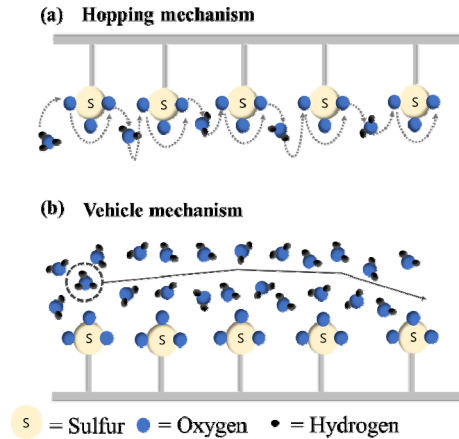 (a) Hopping mechanism
S S S S S
(b) Vehicle mechanism
S S S S S
S = Sulfur = Oxygen = Hydrogen